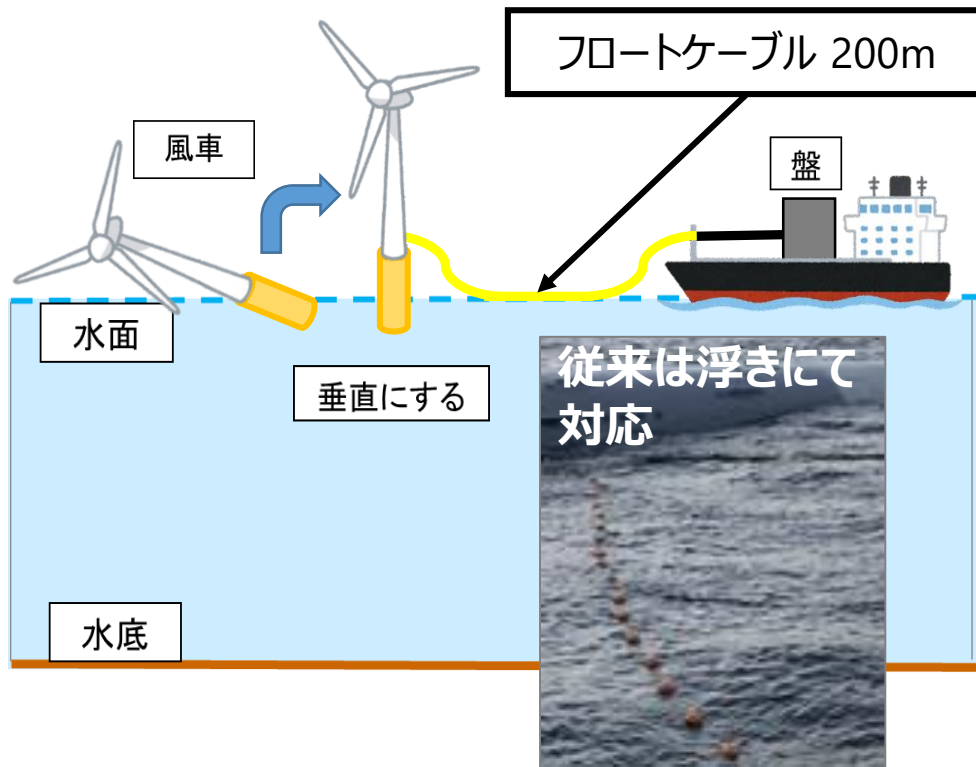 フロートケーブル 200m
風車
盤
水面
垂直にする
従来は浮きにて
対応
水底